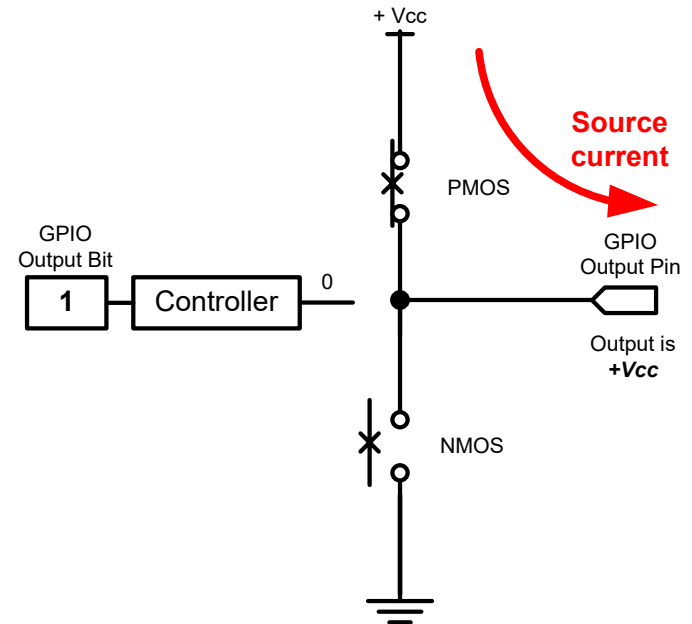 + Vcc
Source
current
PMOS
GPIO
Output Bit
1
Controller
0
GPIO
Output Pin
Output is
+Vcc
NMOS